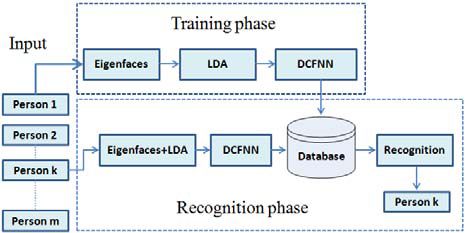 Training phase
Input
Eigenfaces
LDA
DCFNN
Person 1
Person 2
Person k
Person m
Eigenfaces+LDA
DCFNN
Database
Recognition
Person k
Recognition phase